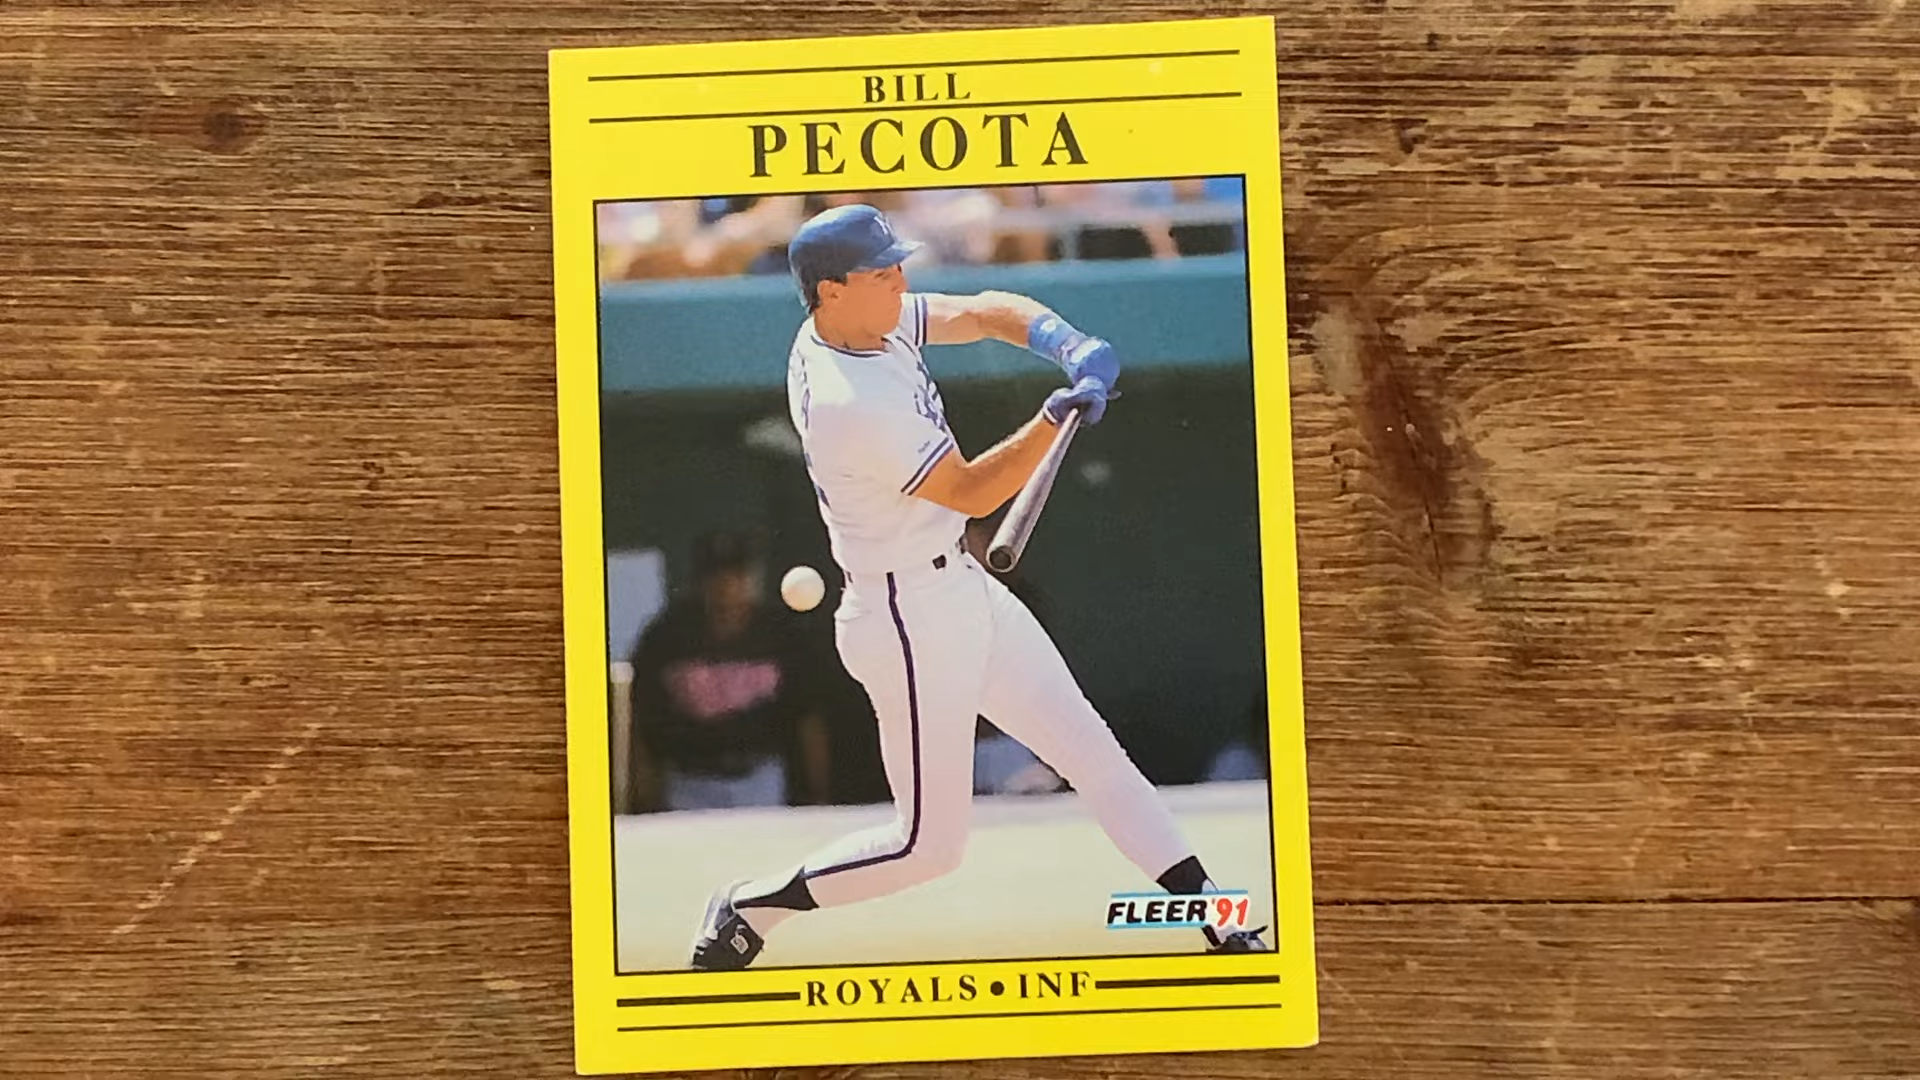 BILL
PECOTA
FLEER '91
ROYALS • INF